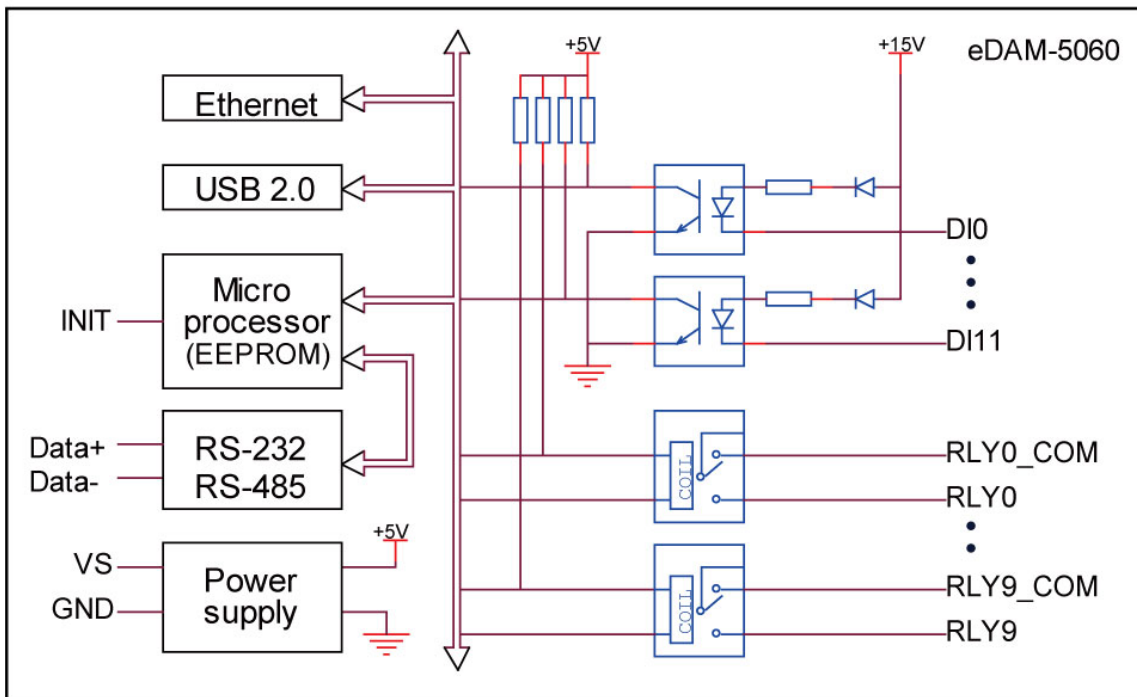 eDAM-5060
+5V
+15V
Ethernet
USB 2.0
DI0
Micro
processor
(EEPROM)
INIT
DI11
Data+
Data-
RS-232
RS-485
COIL
RLY0_COM
RLY0
+5V
VS
GND
Power
supply
COIL
RLY9_COM
RLY9